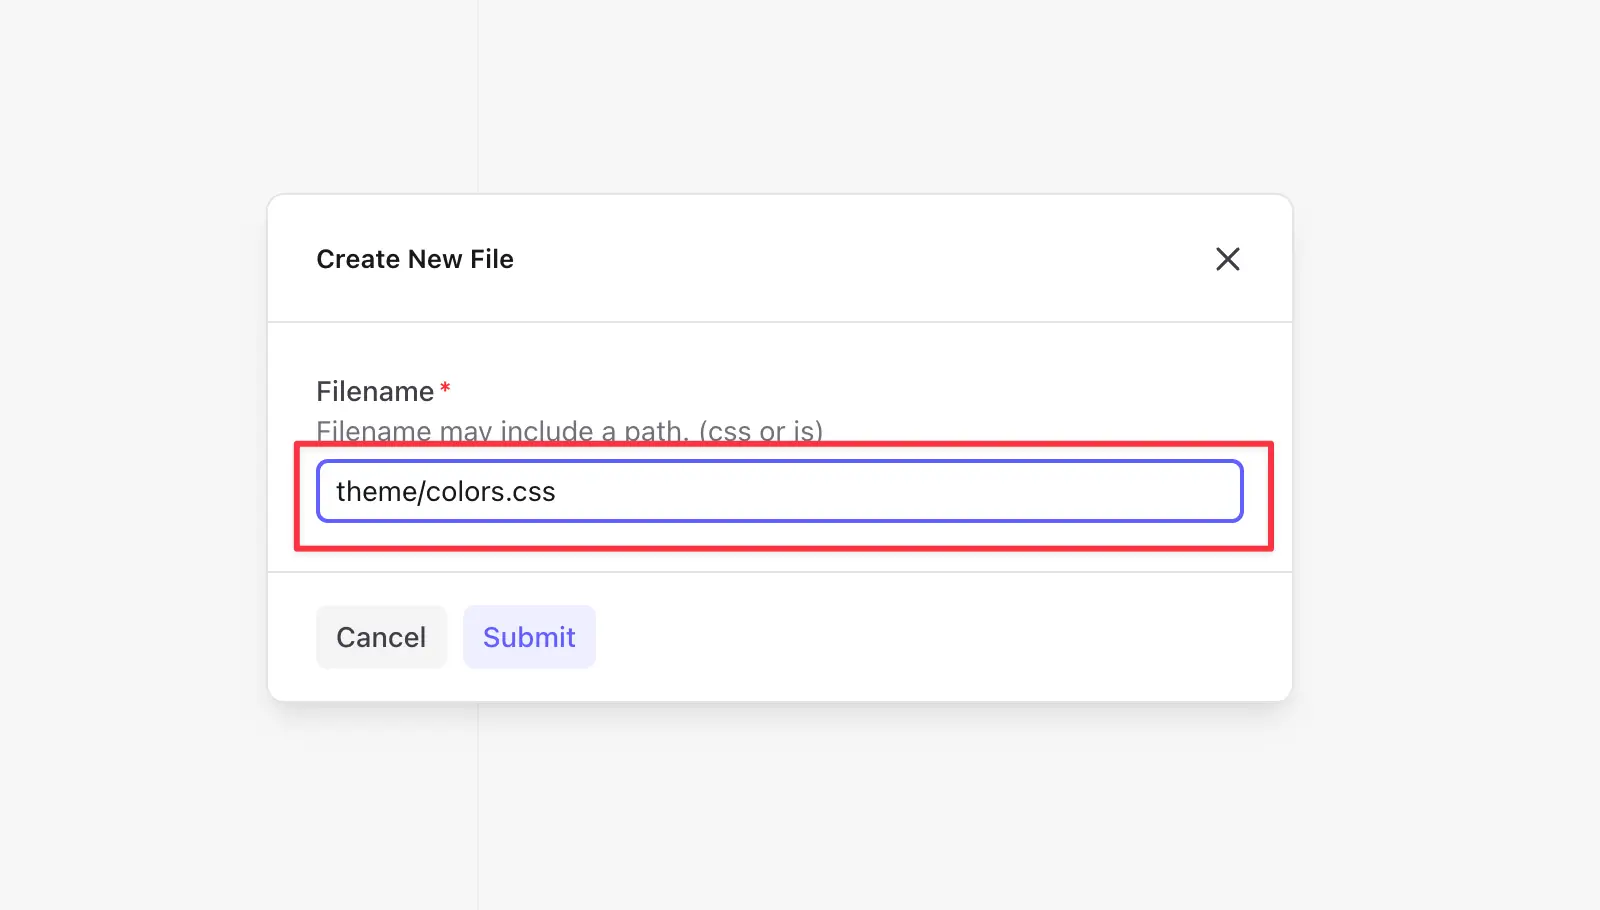 Create New File
Filename *
Filename may include a path. (css or js)
theme/colors.css
Cancel Submit